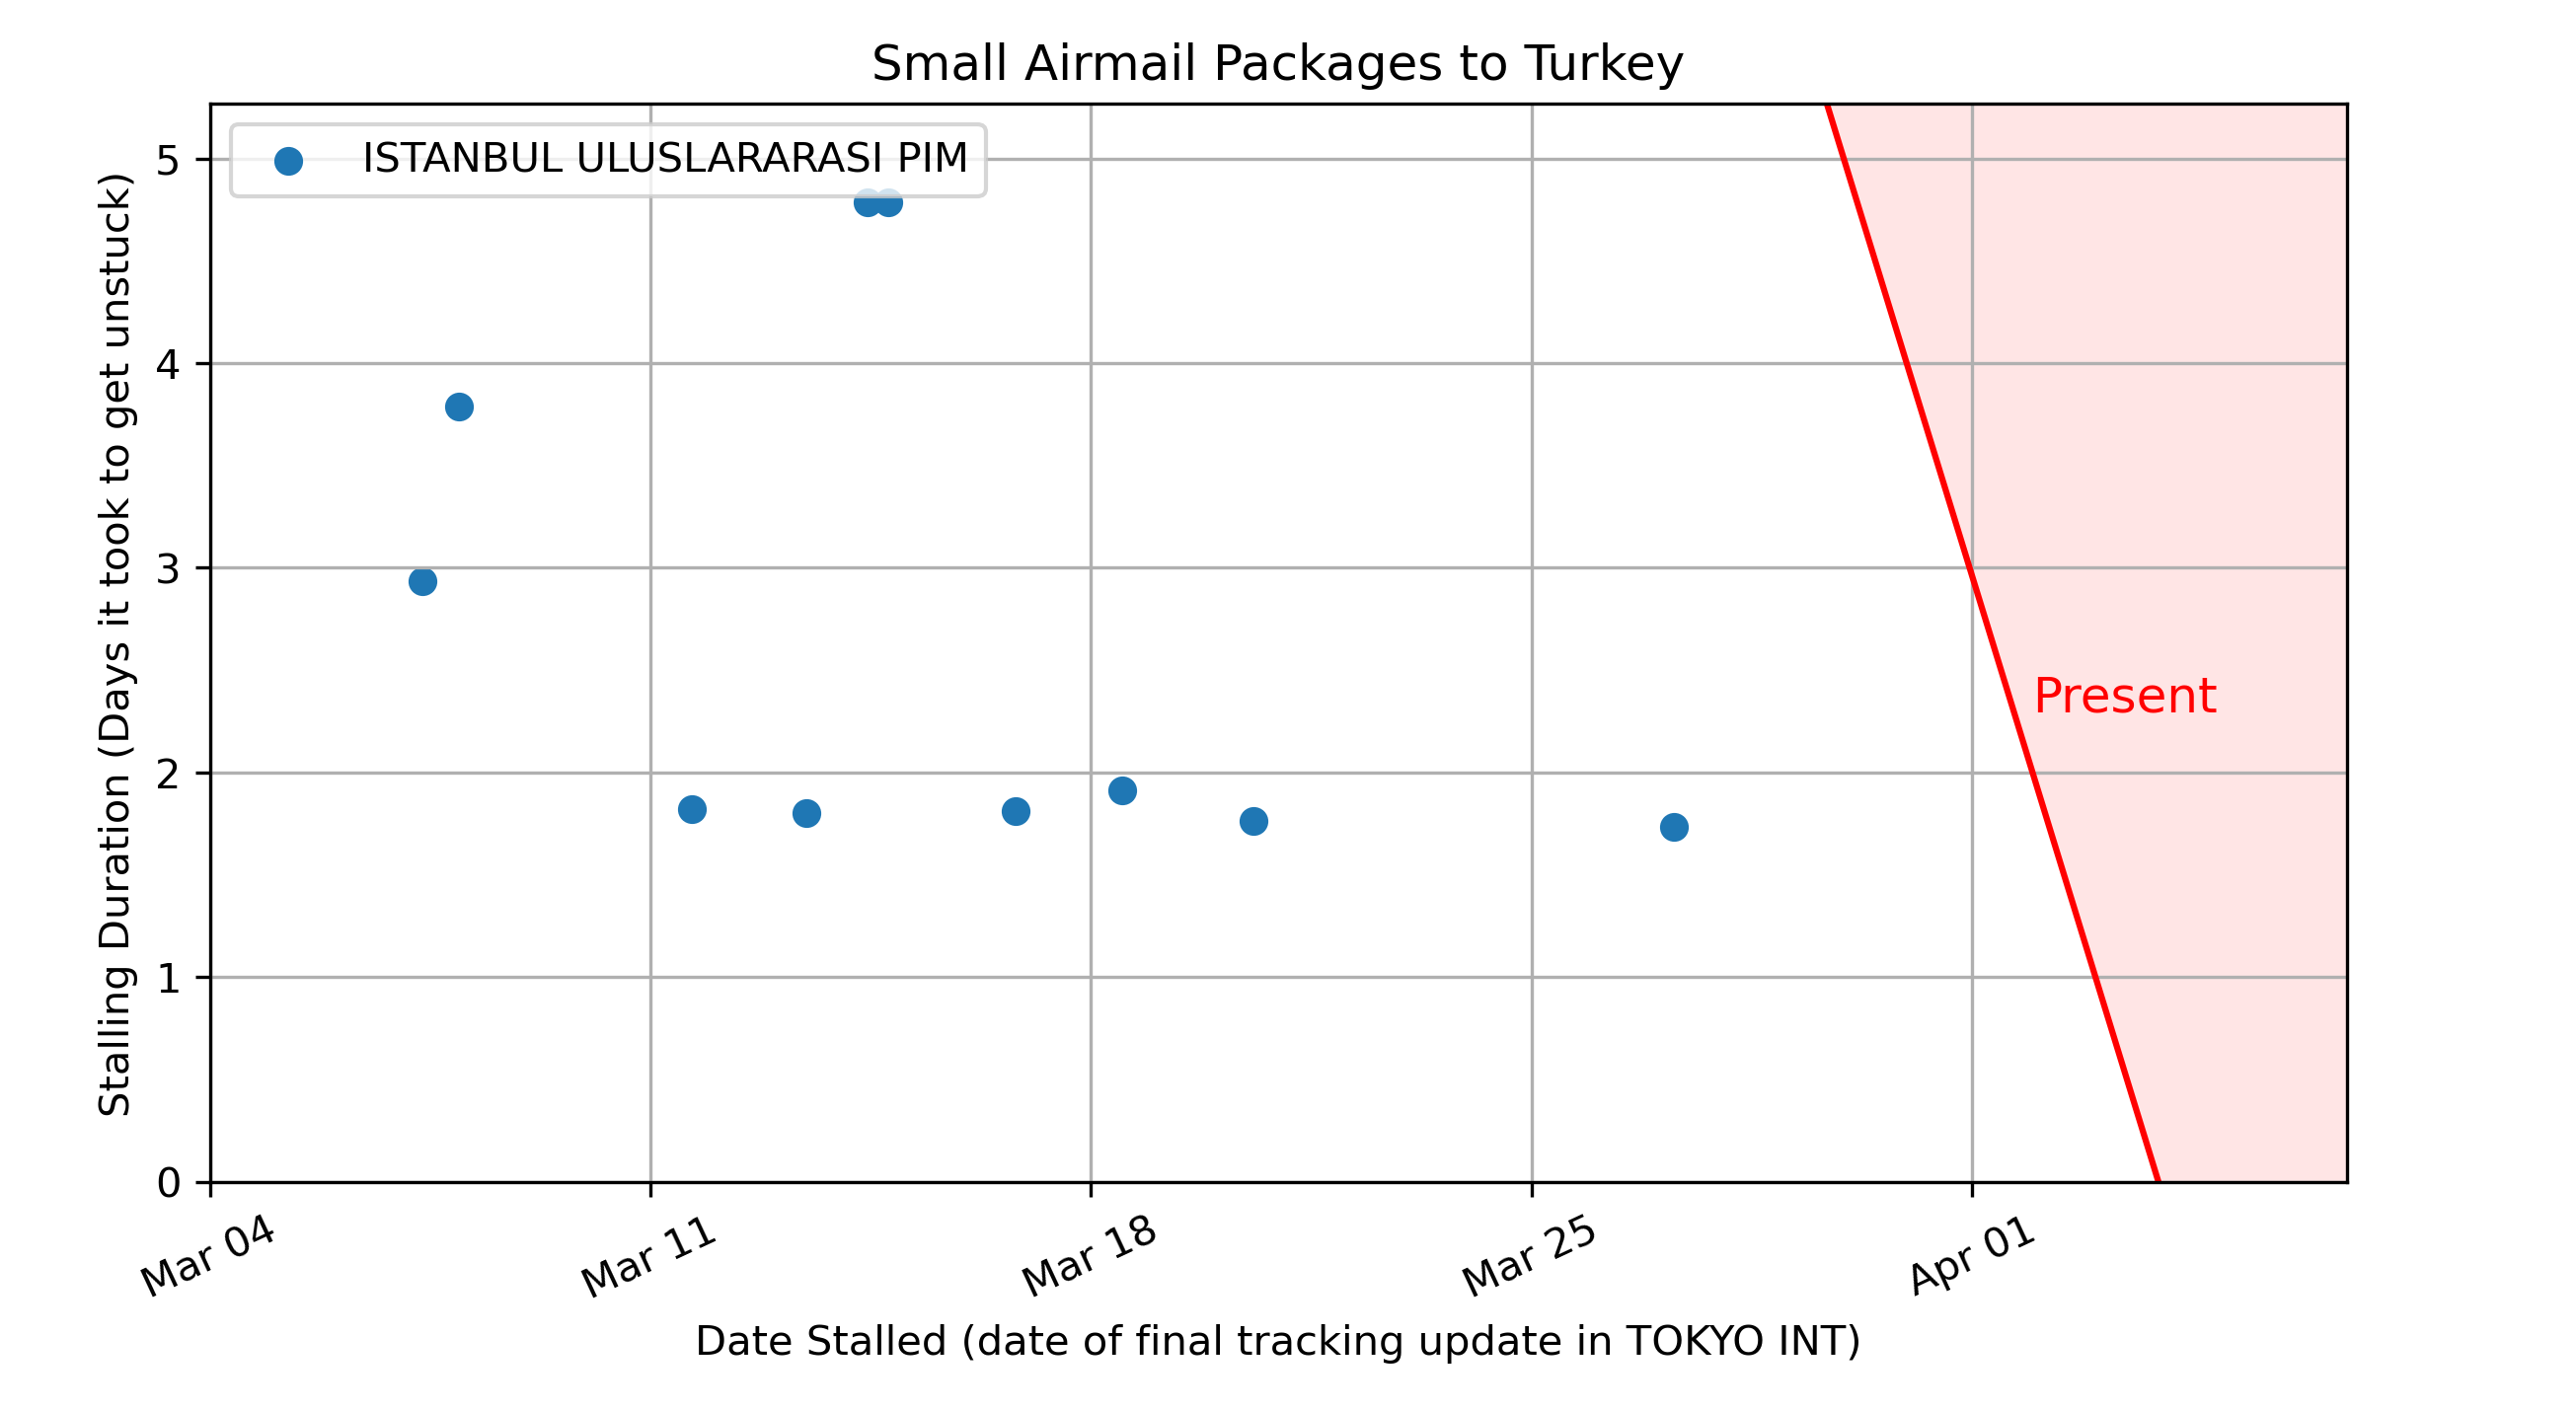 Small Airmail Packages to Turkey
ISTANBUL ULUSLARARASI PIM
Stalling Duration (Days it took to get unstuck)
5
4
3
2
1
0
Present
Mar 04
Mar 11
Mar 18
Mar 25
Apr 01
Date Stalled (date of final tracking update in TOKYO INT)